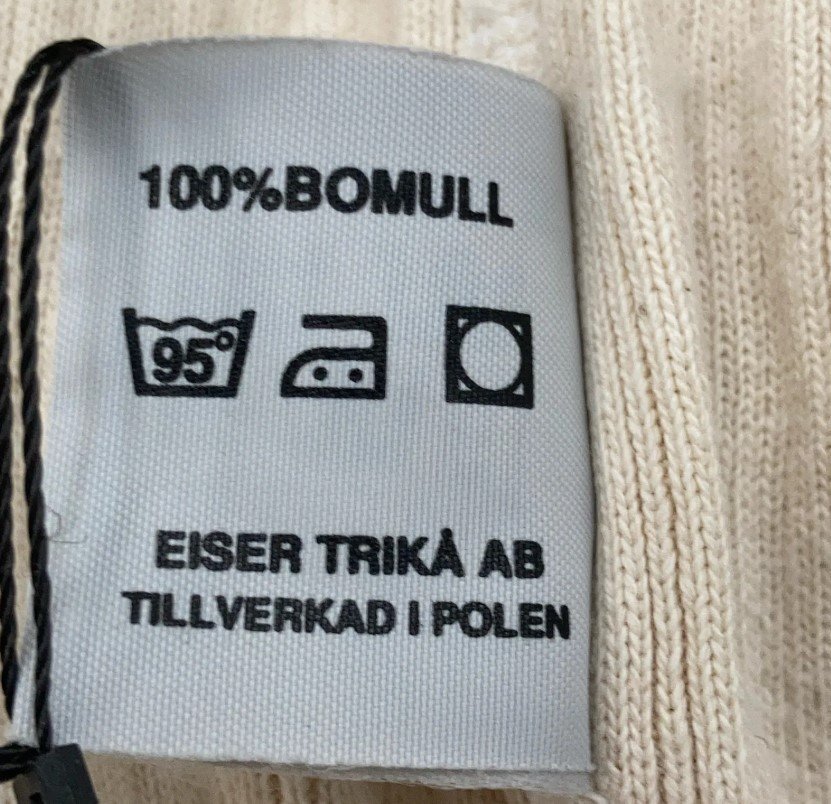 100%BOMULL
95°
EISER TRIKÅ AB
TILLVERKAD I POLEN